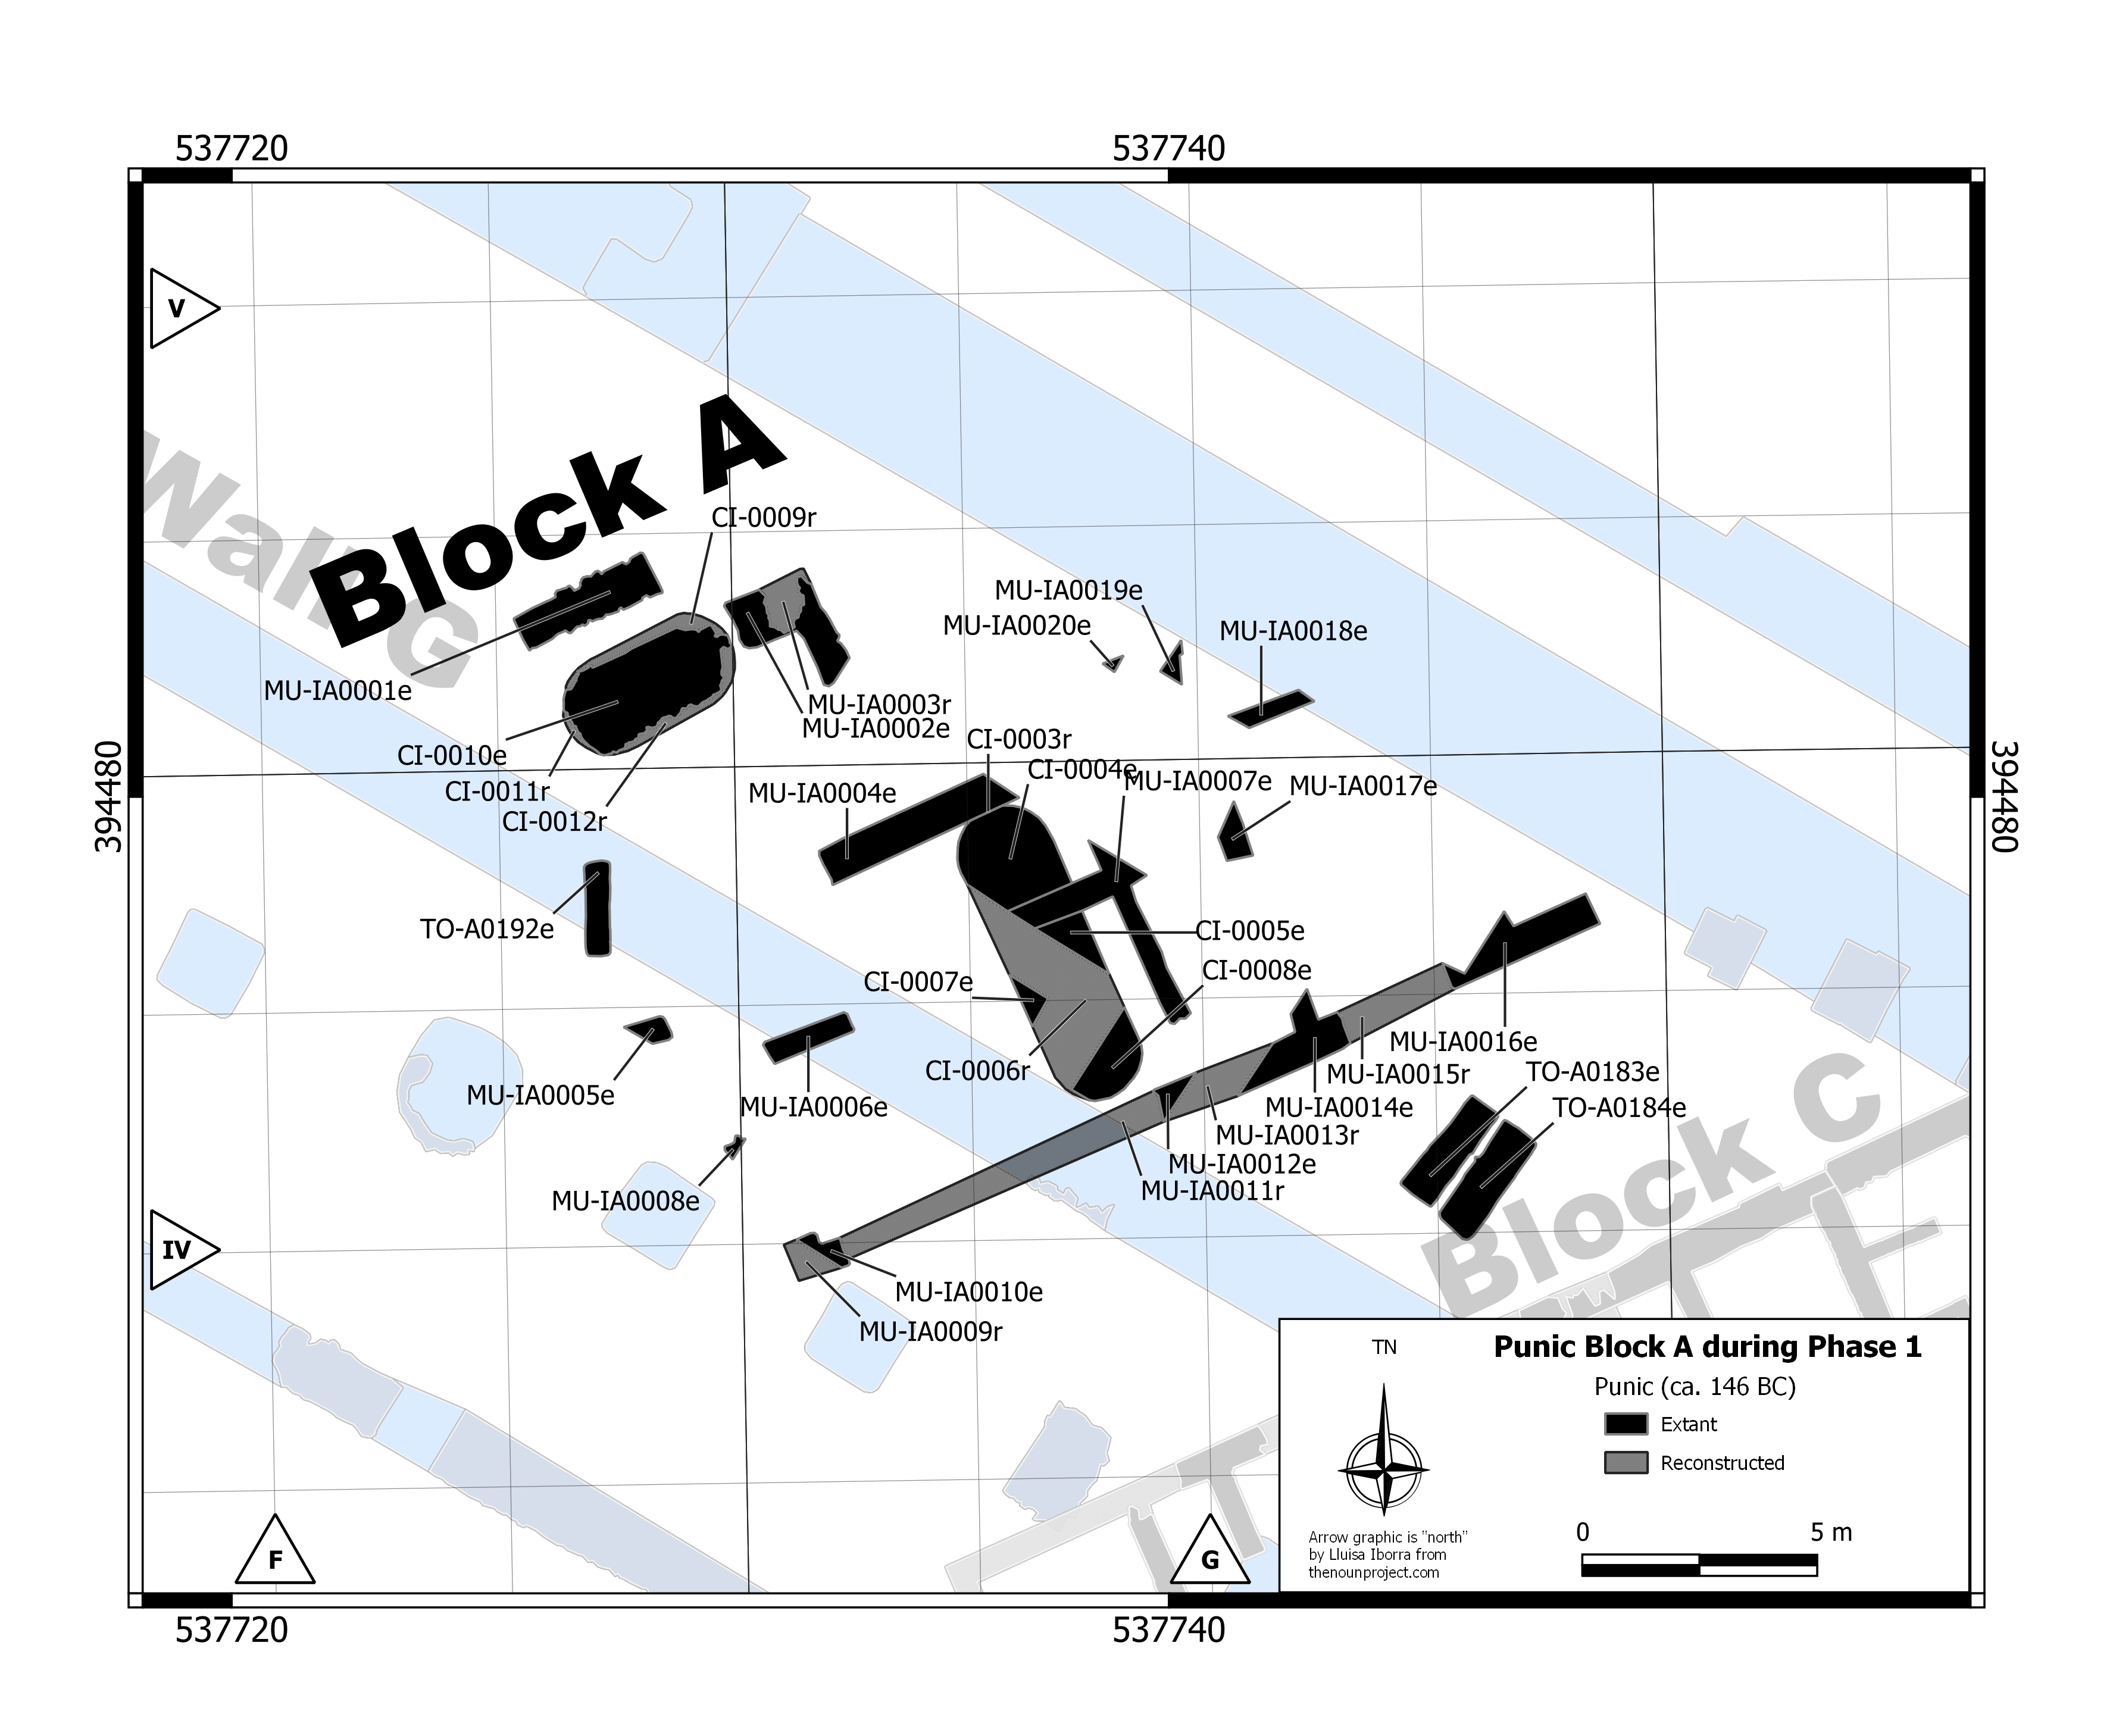 537720
537740
V
Wall G
Block A
CI-0009r
MU-IA0019e
MU-IA0020e
MU-IA0018e
MU-IA0001e
MU-IA0003r
MU-IA0002e
CI-0003r
CI-0010e
CI-0004e
MU-IA0007e
MU-IA0017e
CI-0011r
MU-IA0004e
CI-0012r
394480
394480
TO-A0192e
CI-0005e
CI-0008e
CI-0007e
MU-IA0016e
CI-0006r
MU-IA0015r
TO-A0183e
MU-IA0005e
MU-IA0006e
MU-IA0014e
TO-A0184e
MU-IA0013r
MU-IA0012e
MU-IA0011r
MU-IA0008e
Block C
IV
MU-IA0010e
MU-IA0009r
TN
Punic Block A during Phase 1
Punic (ca. 146 BC)
Extant
Reconstructed
0 5 m
Arrow graphic is "north"
by Lluisa Iborra from
thenounproject.com
F
G
537720
537740